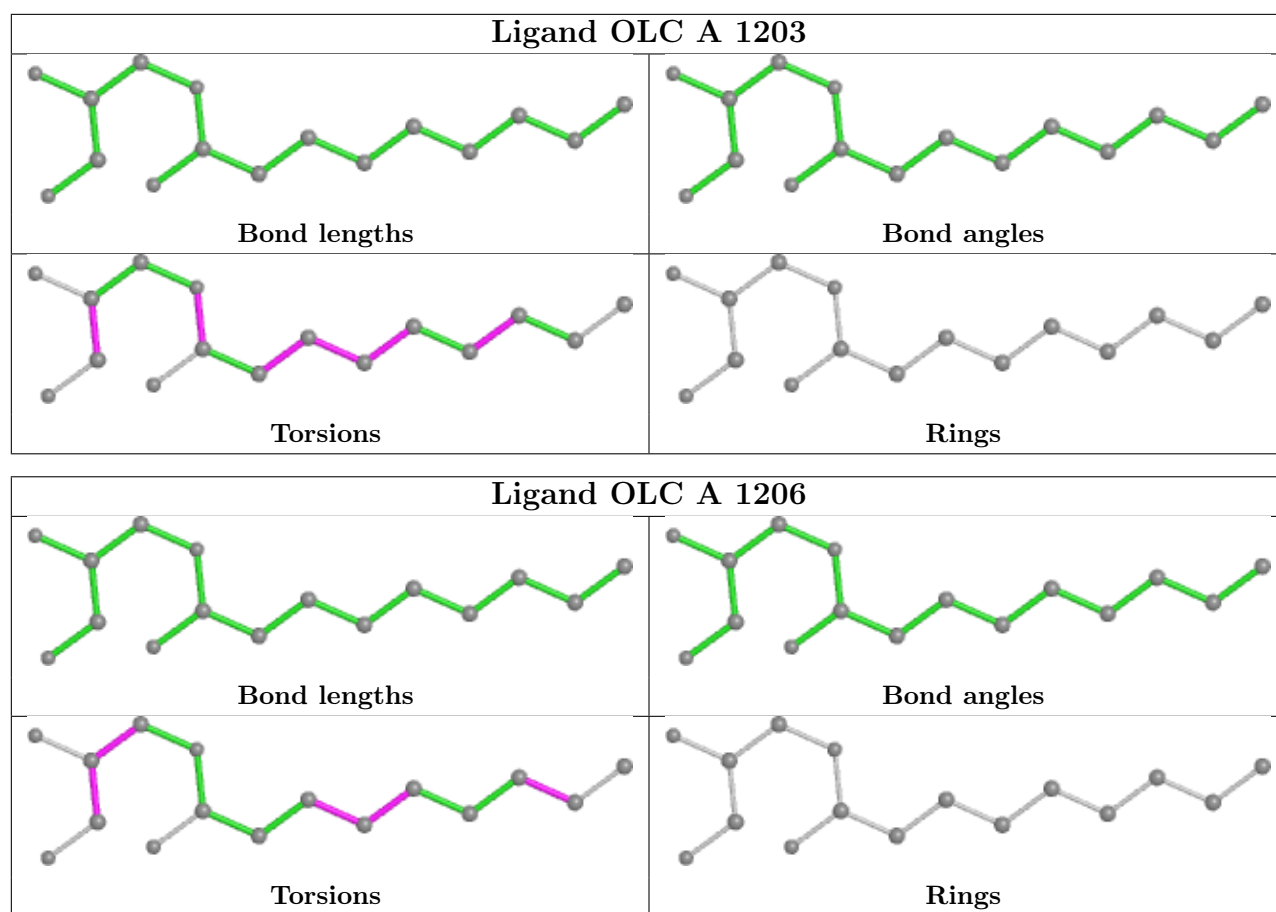 Ligand OLC A 1203
Bond lengths
Bond angles
Torsions
Rings
Ligand OLC A 1206
Bond lengths
Bond angles
Torsions
Rings